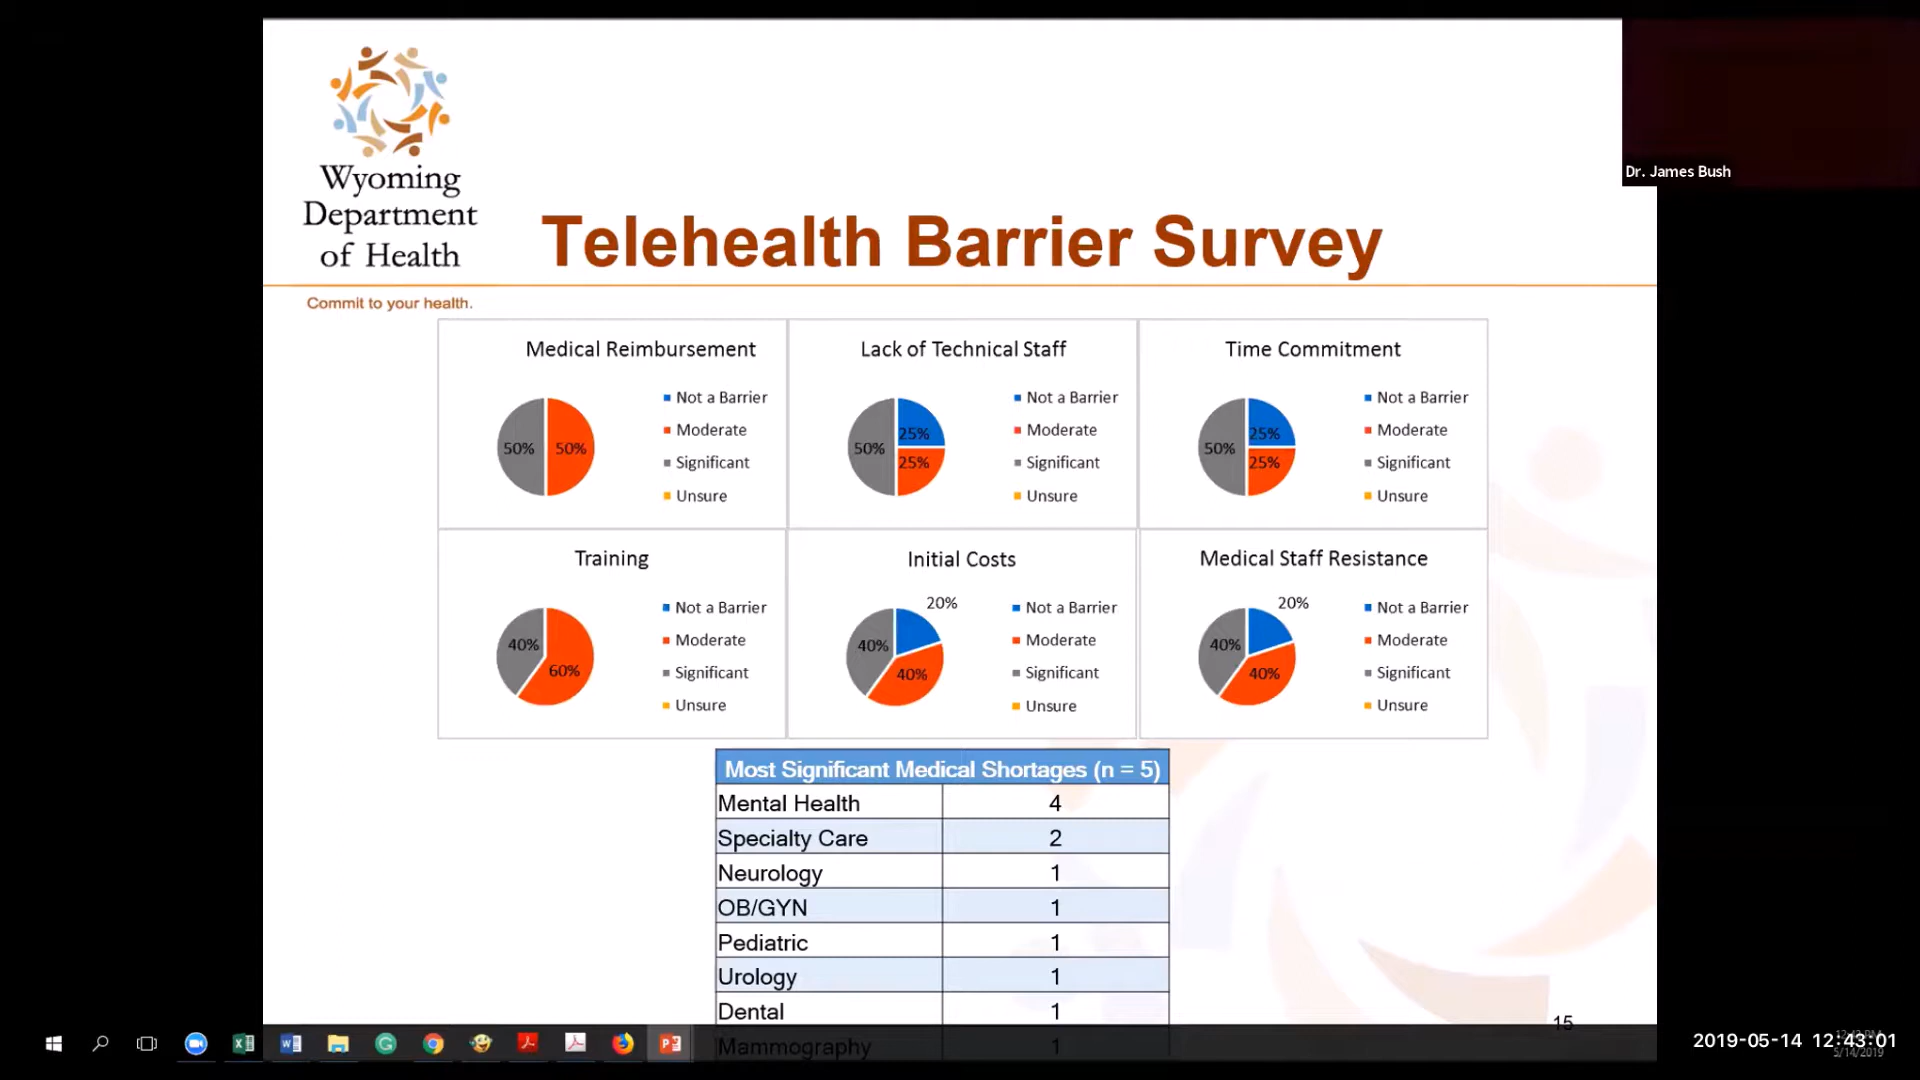 Wyoming
Department
of Health
Commit to your health.
Dr. James Bush
Telehealth Barrier Survey
Medical Reimbursement
50%
50%
Not a Barrier
Moderate
Significant
Unsure
Lack of Technical Staff
50%
25%
25%
Not a Barrier
Moderate
Significant
Unsure
Time Commitment
50%
25%
25%
Not a Barrier
Moderate
Significant
Unsure
Training
40%
60%
Not a Barrier
Moderate
Significant
Unsure
Initial Costs
20%
40%
40%
Not a Barrier
Moderate
Significant
Unsure
Medical Staff Resistance
20%
40%
40%
Not a Barrier
Moderate
Significant
Unsure
Most Significant Medical Shortages (n = 5)
Mental Health 4
Specialty Care 2
Neurology 1
OB/GYN 1
Pediatric 1
Urology 1
Dental 1
Mammography 1
15
2019-05-14 12:43:01
5/14/2019